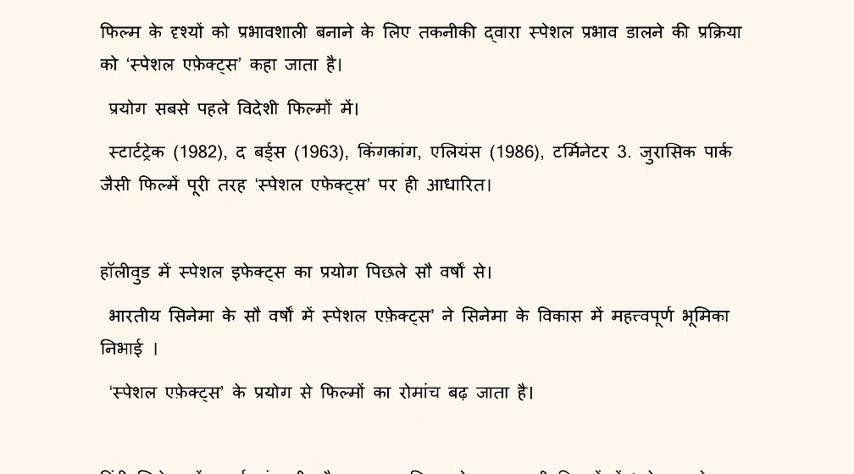 फिल्म के दृश्यों को प्रभावशाली बनाने के लिए तकनीकी द्वारा स्पेशल प्रभाव डालने की प्रक्रिया
को ‘स्पेशल एफ़ेक्ट्स’ कहा जाता है।
प्रयोग सबसे पहले विदेशी फिल्मों में।
स्टार्टट्रेक (1982), द बर्ड्स (1963), किंगकांग, एलियंस (1986), टर्मिनेटर 3. जुरासिक पार्क
जैसी फिल्में पूरी तरह ‘स्पेशल एफेक्ट्स’ पर ही आधारित।
हॉलीवुड में स्पेशल इफेक्ट्स का प्रयोग पिछले सौ वर्षों से।
भारतीय सिनेमा के सौ वर्षों में स्पेशल एफ़ेक्ट्स’ ने सिनेमा के विकास में महत्त्वपूर्ण भूमिका
निभाई ।
‘स्पेशल एफ़ेक्ट्स’ के प्रयोग से फिल्मों का रोमांच बढ़ जाता है।